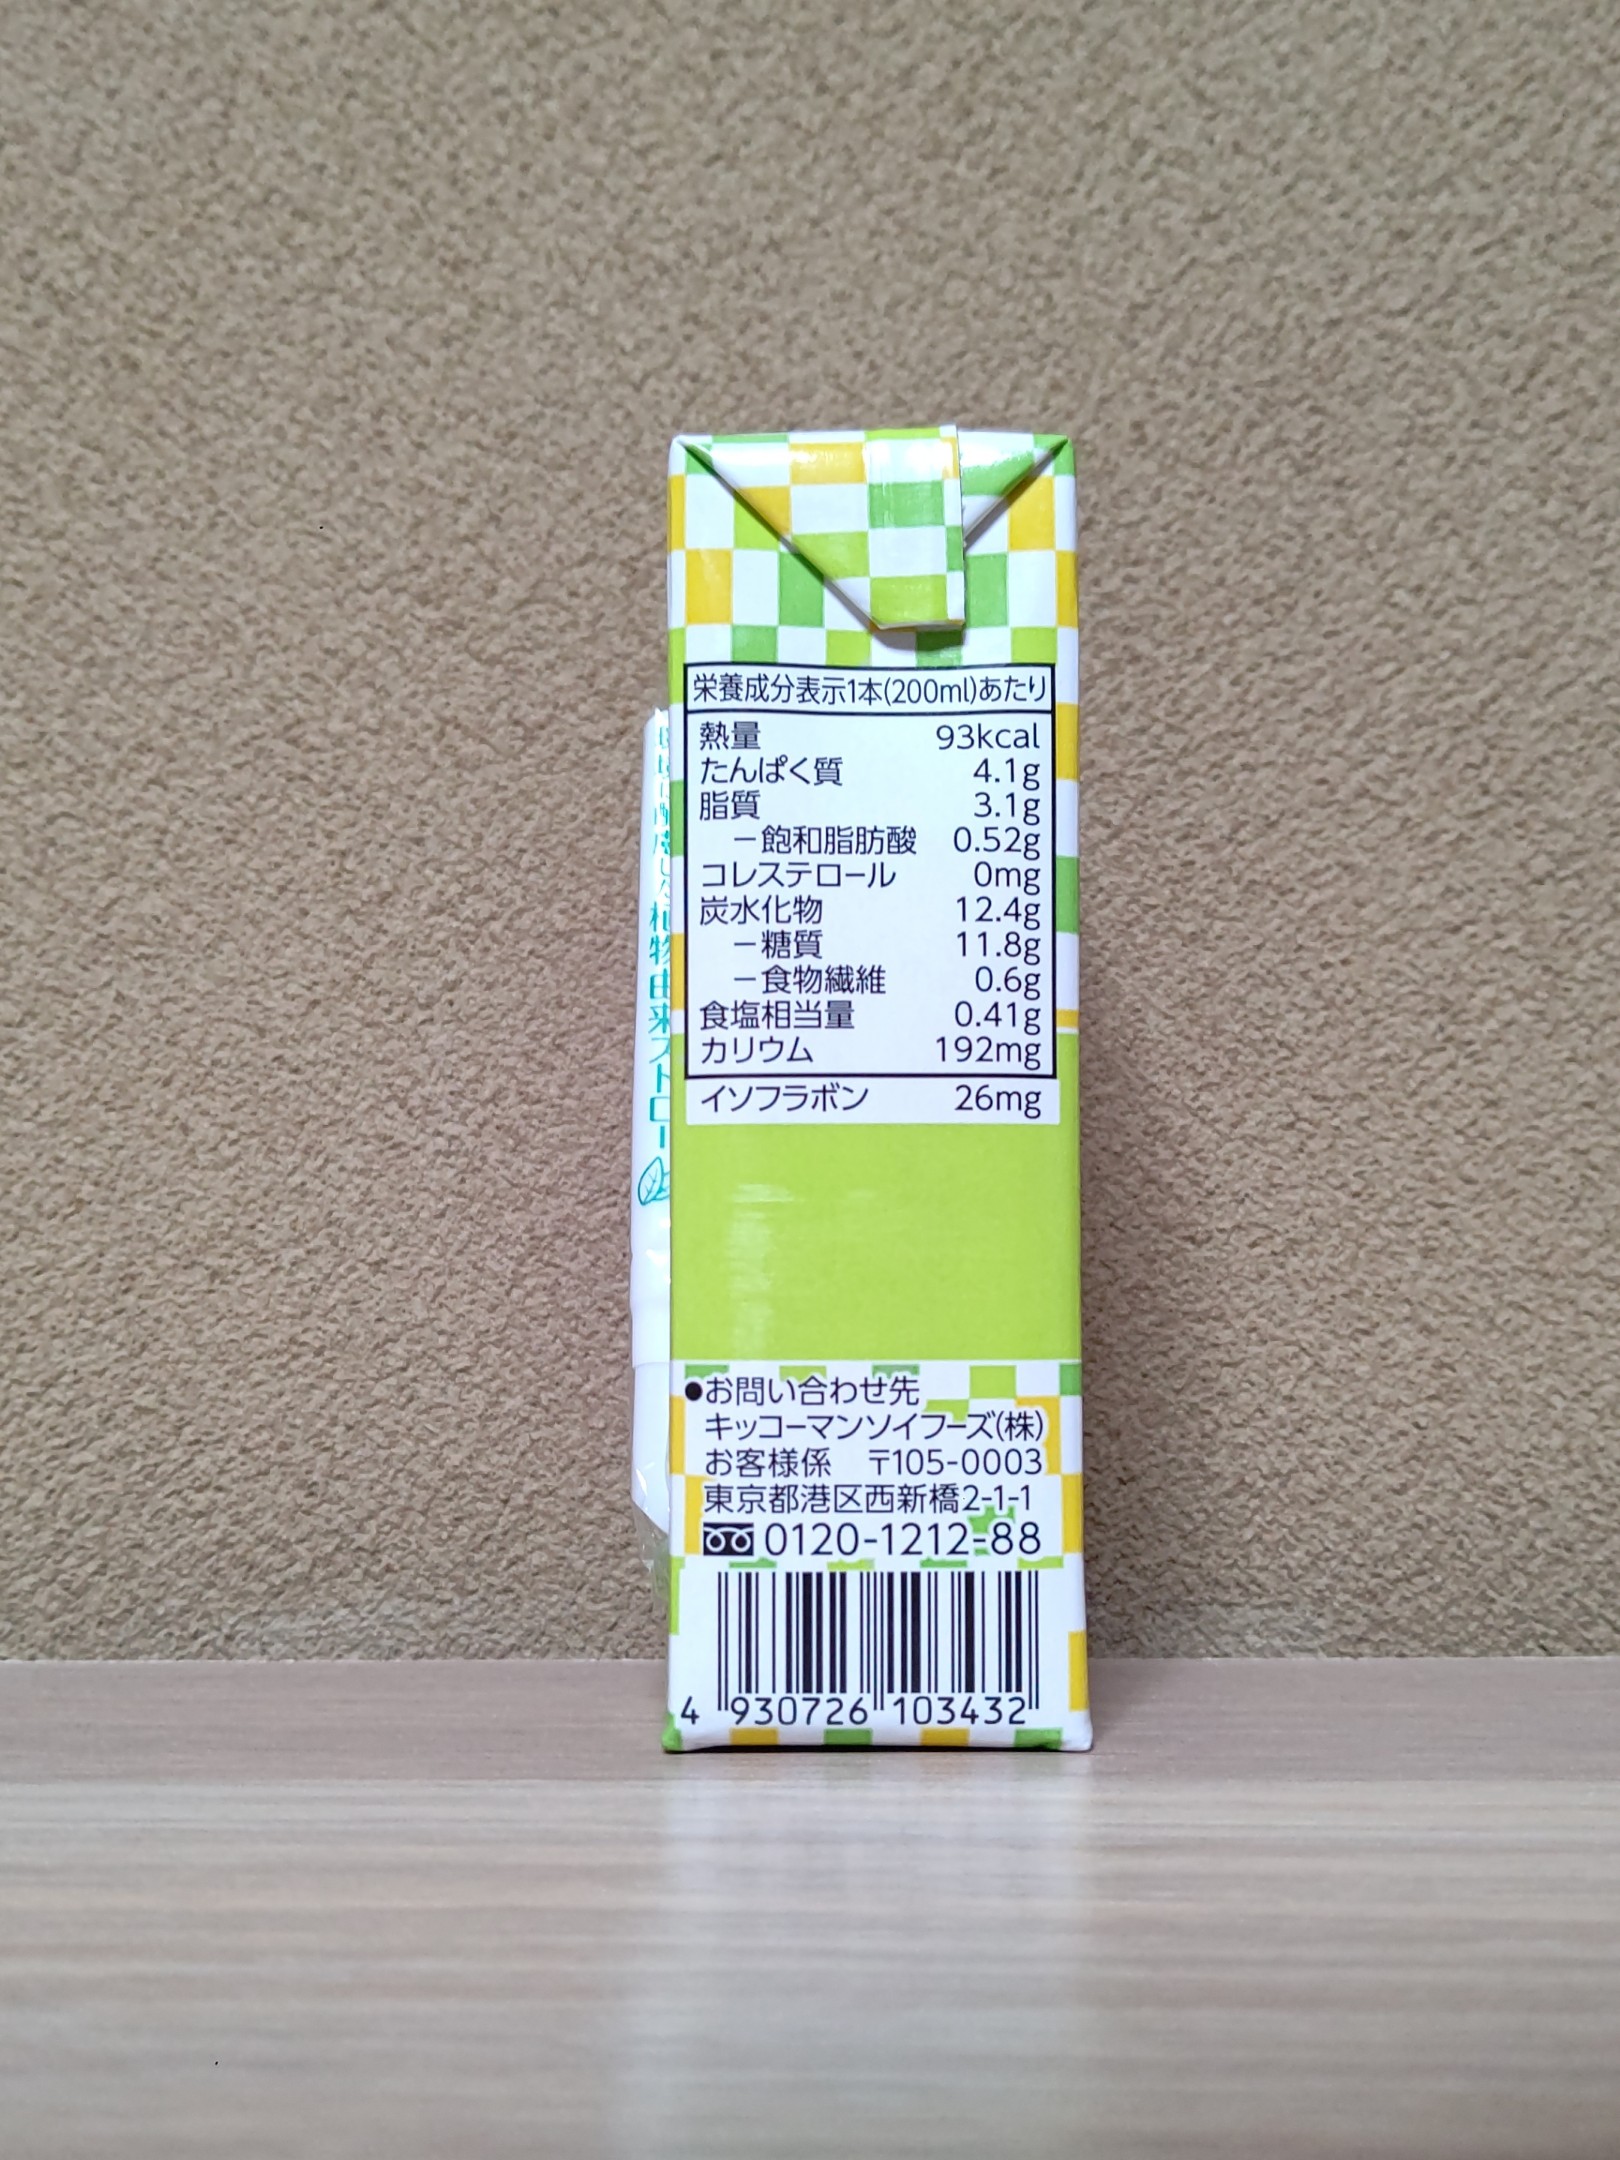 栄養成分表示1本(200ml)あたり
熱量 93kcal
たんぱく質 4.1g
脂質 3.1g
－飽和脂肪酸 0.52g
コレステロール 0mg
炭水化物 12.4g
－糖質 11.8g
－食物繊維 0.6g
食塩相当量 0.41g
カリウム 192mg
イソフラボン 26mg
●お問い合わせ先
キッコーマンソイフーズ(株)
お客様係 〒105-0003
東京都港区西新橋2-1-1
0120-1212-88
4 930726 103432
植物由来ストロー